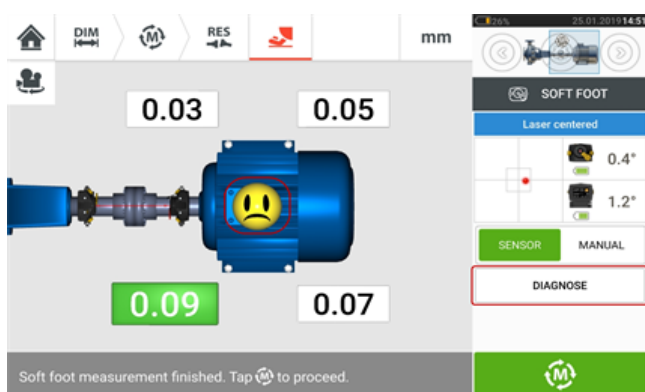 DIM
M
RES
mm
26%
25.01.2019 14:51
SOFT FOOT
Laser centered
0.03
0.05
0.4°
1.2°
SENSOR
MANUAL
DIAGNOSE
0.09
0.07
Soft foot measurement finished. Tap M to proceed.
M